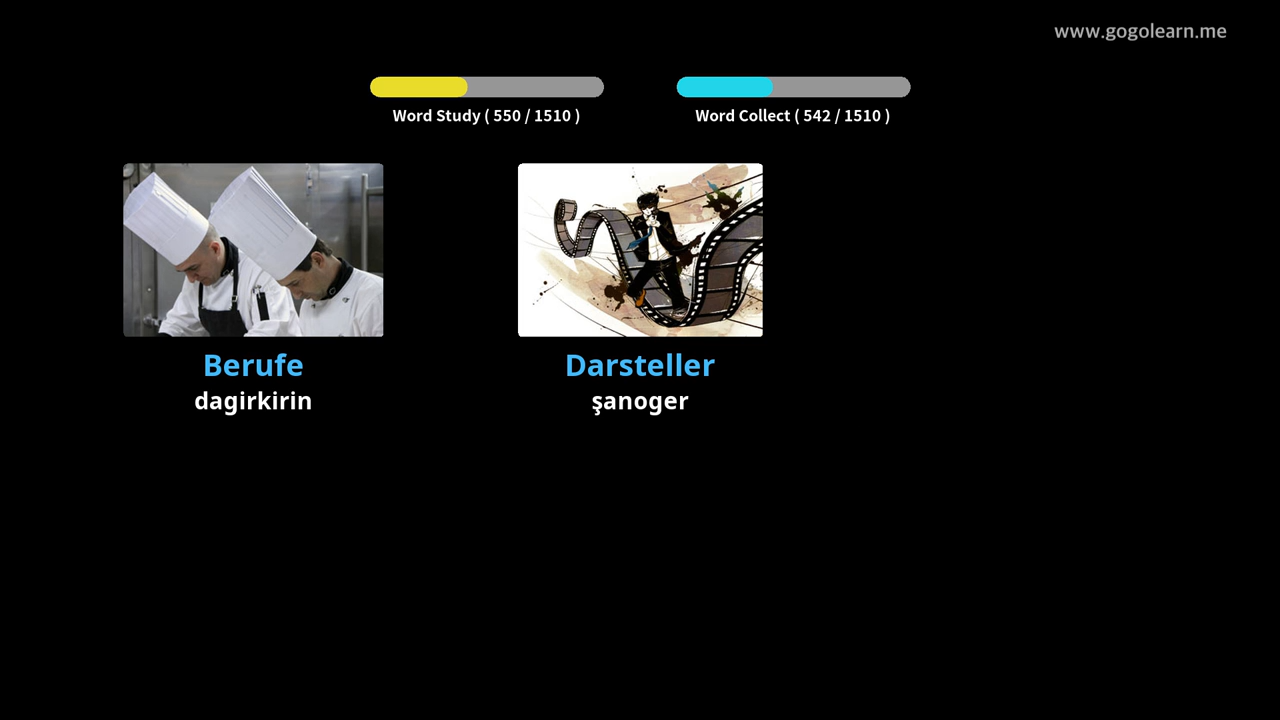 www.gogolearn.me
Word Study ( 550 / 1510 )
Word Collect ( 542 / 1510 )
Berufe
dagirkirin
Darsteller
şanoger